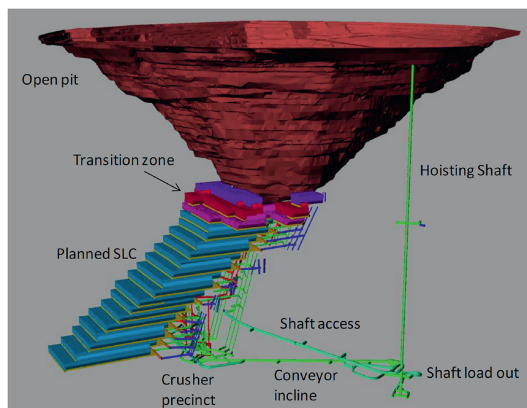 Open pit
Transition zone
Hoisting Shaft
Planned SLC
Shaft access
Shaft load out
Crusher
precinct
Conveyor
incline